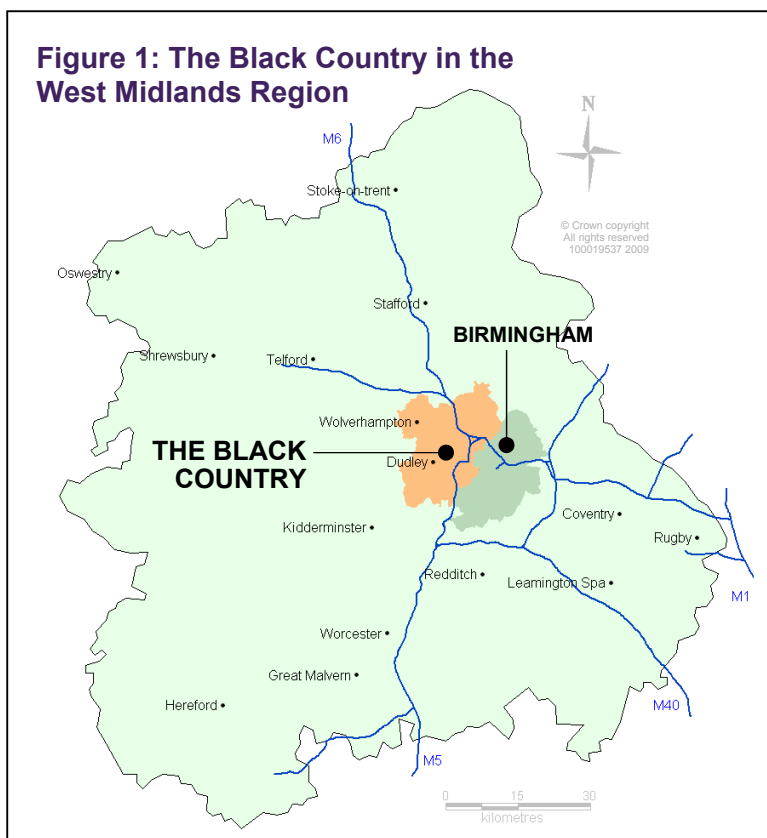 Figure 1: The Black Country in the
West Midlands Region
N
M6
Stoke-on-trent
© Crown copyright
All rights reserved
100019537 2009
Oswestry
Stafford
BIRMINGHAM
Shrewsbury
Telford
Wolverhampton
THE BLACK
COUNTRY
Dudley
Coventry
Kidderminster
Rugby
Redditch
Leamington Spa
M1
Worcester
Great Malvern
Hereford
M40
M5
0 15 30
kilometres